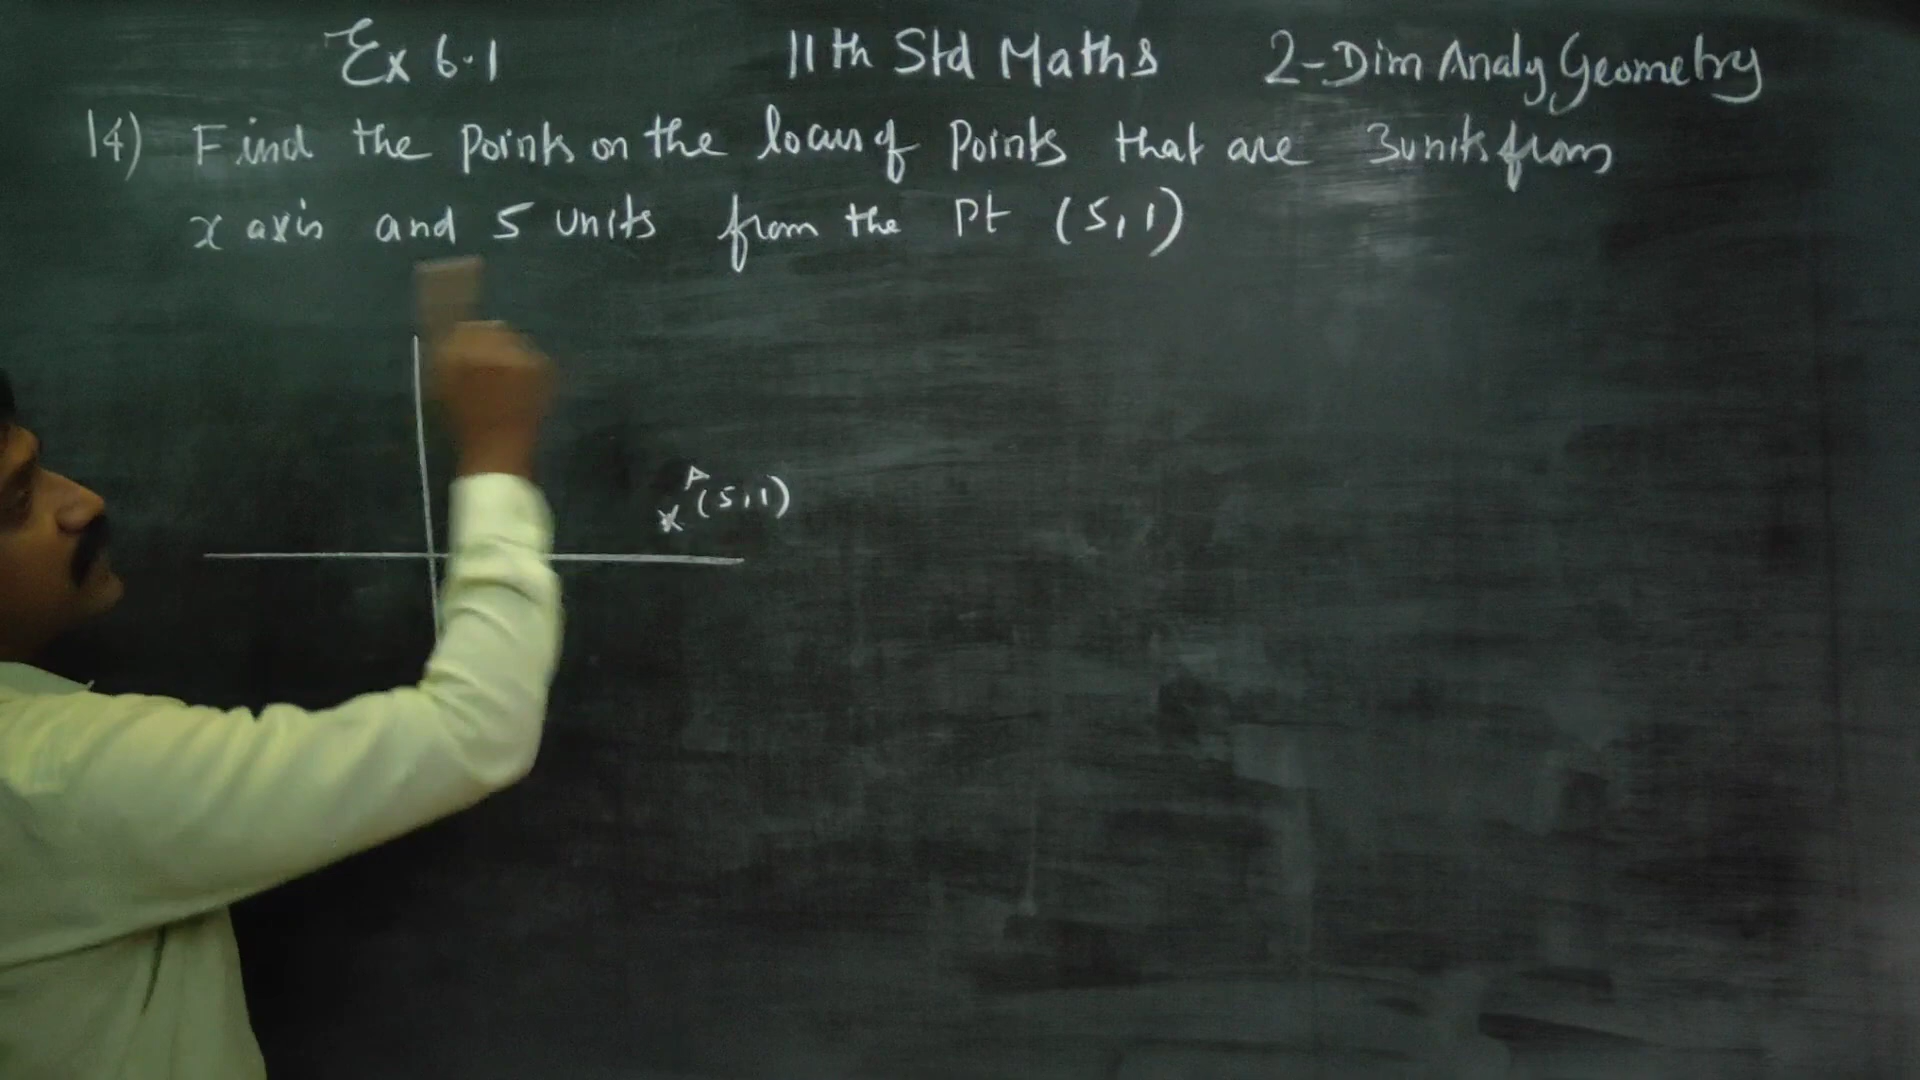 Ex 6.1 11th Std Maths 2-Dim Analy Geometry
14) Find the points on the locus of points that are 3 units from
x axis and 5 units from the Pt (5,1)
A
(5,1)